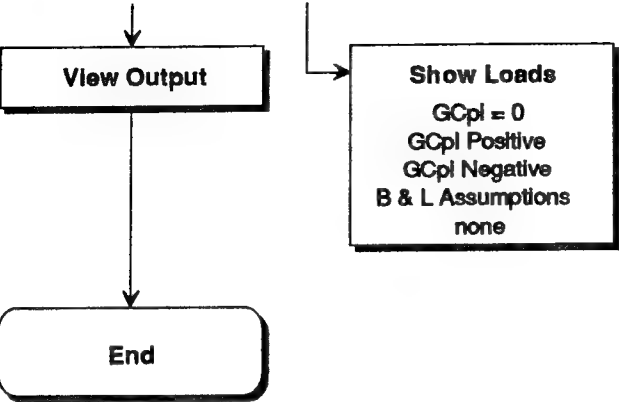 View Output
Show Loads
GCpi = 0
GCpi Positive
GCpi Negative
B & L Assumptions
none
End